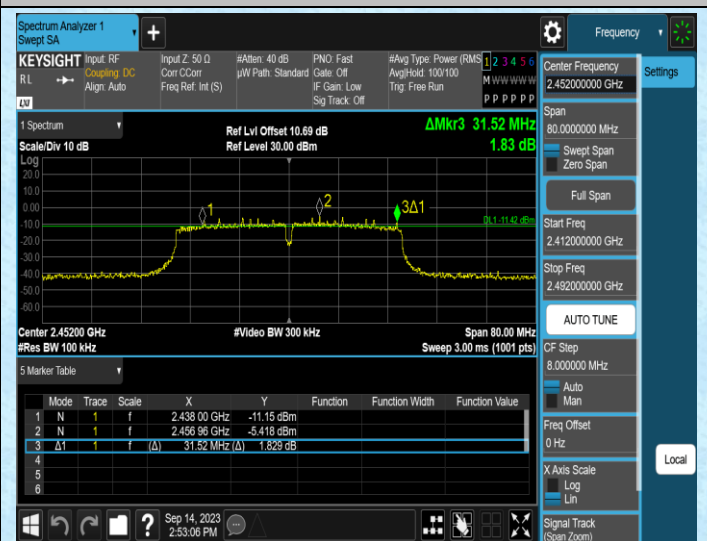 Spectrum Analyzer 1
Swept SA
+
Frequency
KEYSIGHT
RL
LXI
Input: RF
Coupling: DC
Align: Auto
Input Z: 50 Ω
Corr CCorr
Freq Ref: Int (S)
#Atten: 40 dB
µW Path: Standard
PNO: Fast
Gate: Off
IF Gain: Low
Sig Track: Off
#Avg Type: Power (RMS
Avg|Hold: 100/100
Trig: Free Run
1 2 3 4 5 6
M W W W W W
P P P P P P
1 Spectrum
Scale/Div 10 dB
Ref Lvl Offset 10.69 dB
Ref Level 30.00 dBm
ΔMkr3 31.52 MHz
1.83 dB
Log
20.0
10.0
0.00
-10.0
-20.0
-30.0
-40.0
-50.0
-60.0
1
2
3Δ1
DL1 -11.42 dBm
Center 2.45200 GHz
#Video BW 300 kHz
Span 80.00 MHz
#Res BW 100 kHz
Sweep 3.00 ms (1001 pts)
5 Marker Table
Mode Trace Scale X Y Function Function Width Function Value
1 N 1 f 2.438 00 GHz -11.15 dBm
2 N 1 f 2.456 96 GHz -5.418 dBm
3 Δ1 1 f (Δ) 31.52 MHz (Δ) 1.829 dB
4
5
6
Sep 14, 2023
2:53:06 PM
?
Center Frequency
2.452000000 GHz
Span
80.0000000 MHz
Swept Span
Zero Span
Full Span
Start Freq
2.412000000 GHz
Stop Freq
2.492000000 GHz
AUTO TUNE
CF Step
8.000000 MHz
Auto
Man
Freq Offset
0 Hz
X Axis Scale
Log
Lin
Signal Track
(Span Zoom)
Settings
Local